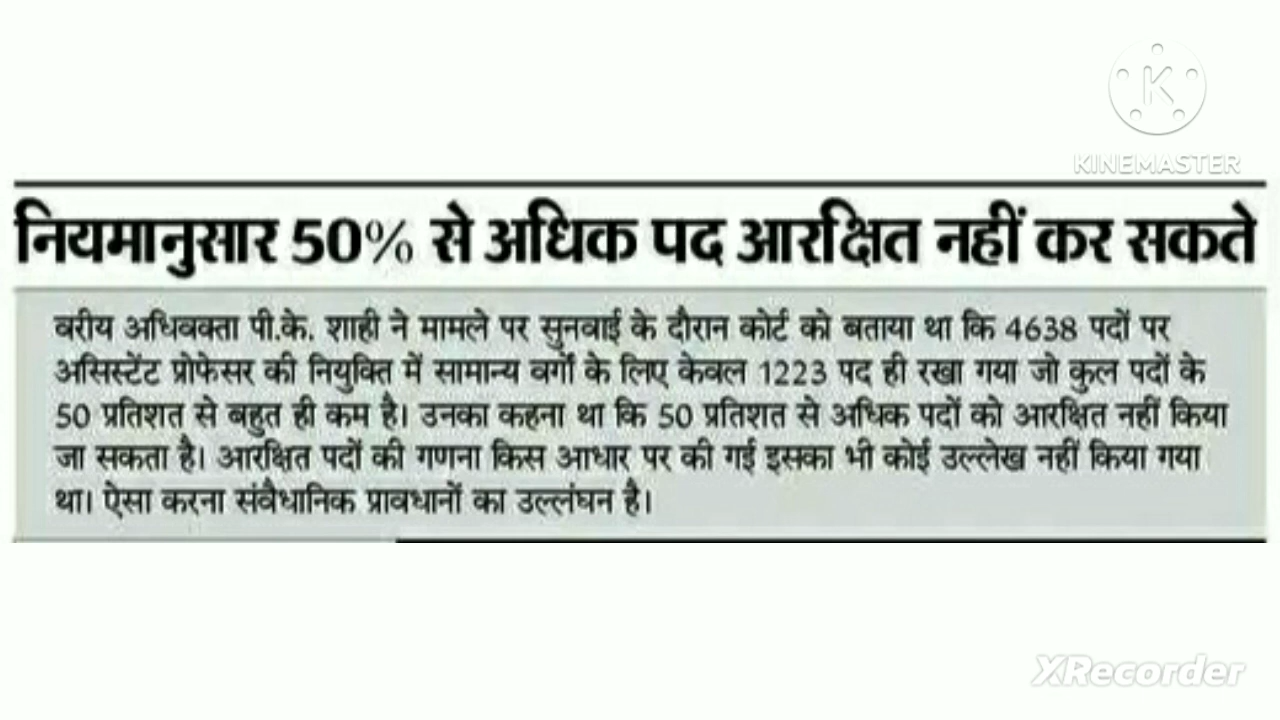 K
KINEMASTER
नियमानुसार 50% से अधिक पद आरक्षित नहीं कर सकते
वरीय अधिवक्ता पी.के. शाही ने मामले पर सुनवाई के दौरान कोर्ट को बताया था कि 4638 पदों पर
असिस्टेंट प्रोफेसर की नियुक्ति में सामान्य वर्गों के लिए केवल 1223 पद ही रखा गया जो कुल पदों के
50 प्रतिशत से बहुत ही कम है। उनका कहना था कि 50 प्रतिशत से अधिक पदों को आरक्षित नहीं किया
जा सकता है। आरक्षित पदों की गणना किस आधार पर की गई इसका भी कोई उल्लेख नहीं किया गया
था। ऐसा करना संवैधानिक प्रावधानों का उल्लंघन है।
XRecorder